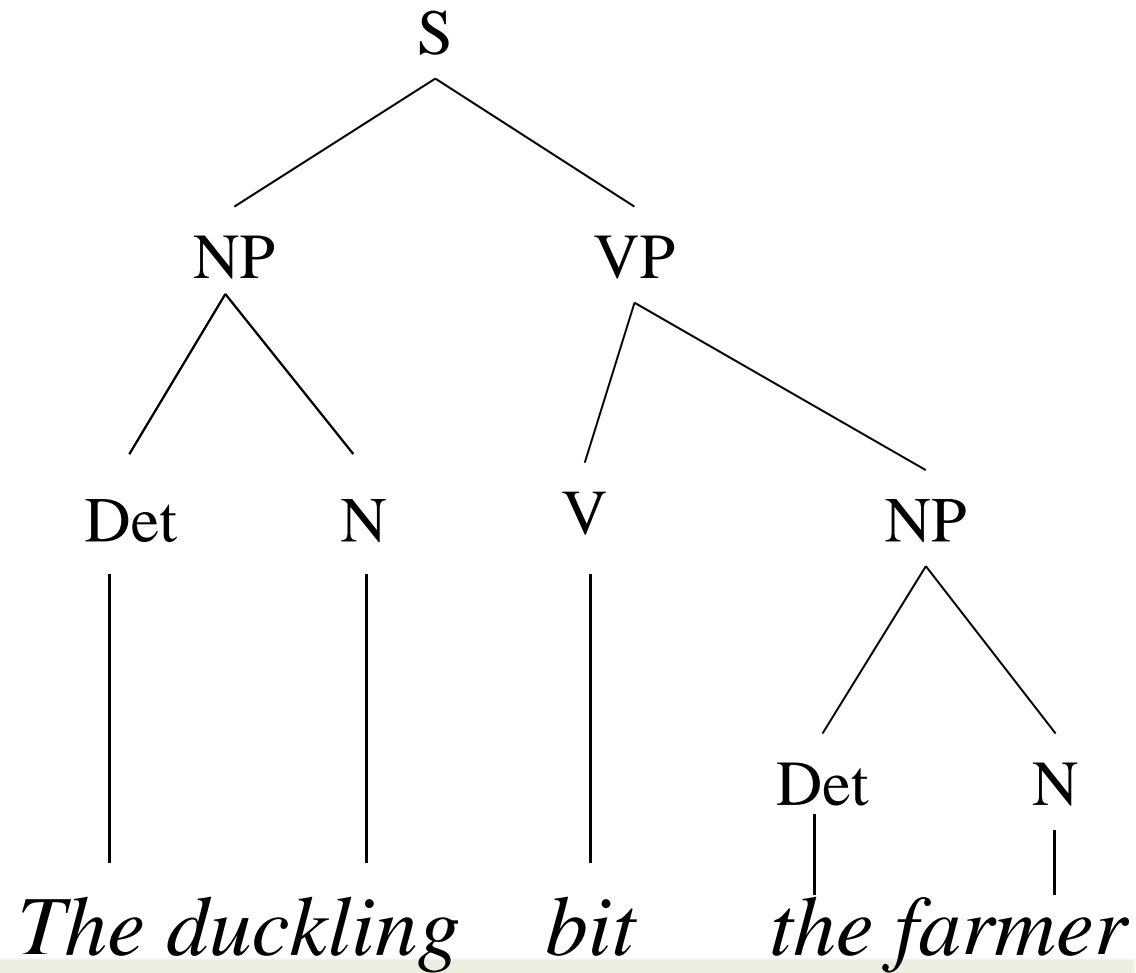 S
NP VP
Det N V NP
Det N
The duckling bit the farmer